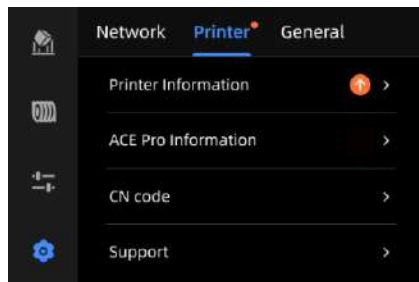 Network Printer General
Printer Information
ACE Pro Information
CN code
Support